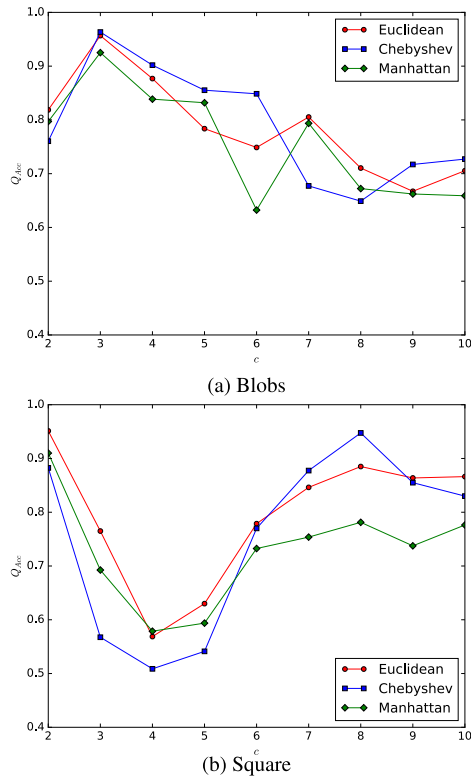 1.0
0.9
0.8
0.7
0.6
0.5
0.4
Q_Acc
2 3 4 5 6 7 8 9 10
c
Euclidean
Chebyshev
Manhattan
(a) Blobs
1.0
0.9
0.8
0.7
0.6
0.5
0.4
Q_Acc
Euclidean
Chebyshev
Manhattan
2 3 4 5 6 7 8 9 10
c
(b) Square